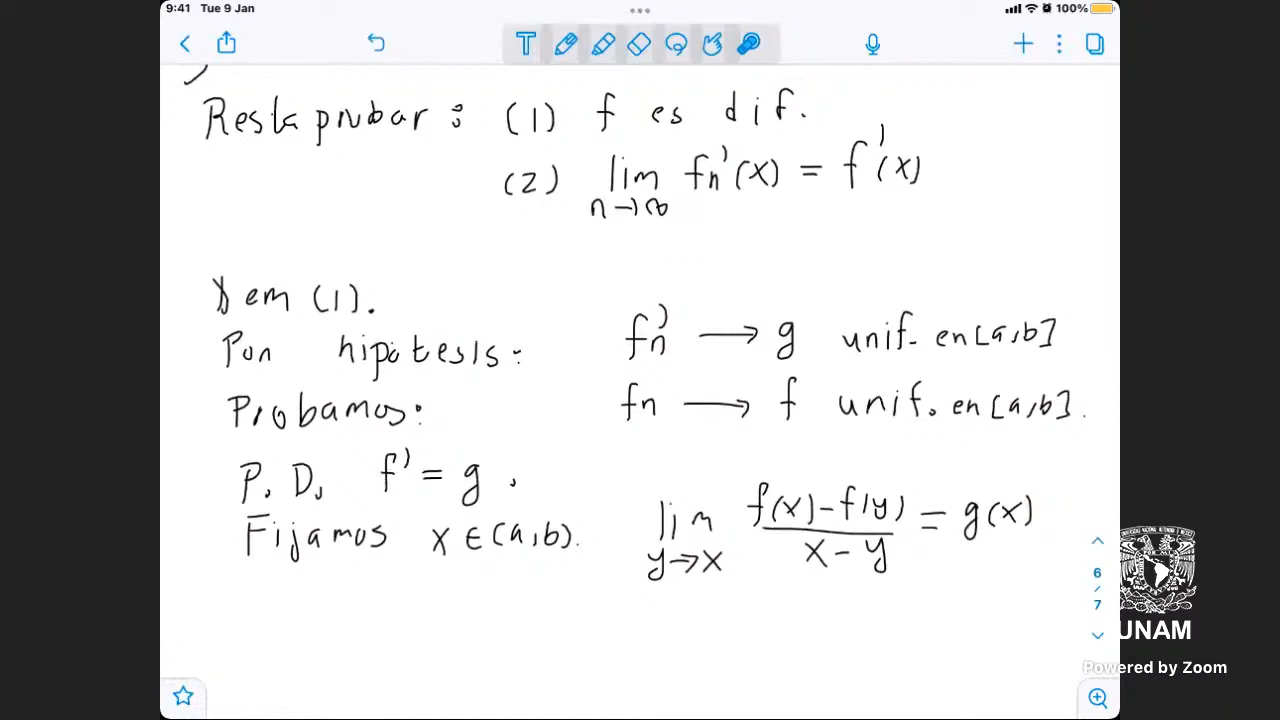 9:41 Tue 9 Jan
100%
Resta probar: (1) f es dif.
(2) lim fn'(x) = f'(x)
n→∞
Dem (1).
Por hipótesis: fn' → g unif. en [a,b]
Probamos: fn → f unif. en [a,b].
P. D. f' = g.
Fijamos x ∈ (a,b). lim f(x)-f(y) = g(x)
y→x x-y
6
/
7
UNAM
Powered by Zoom